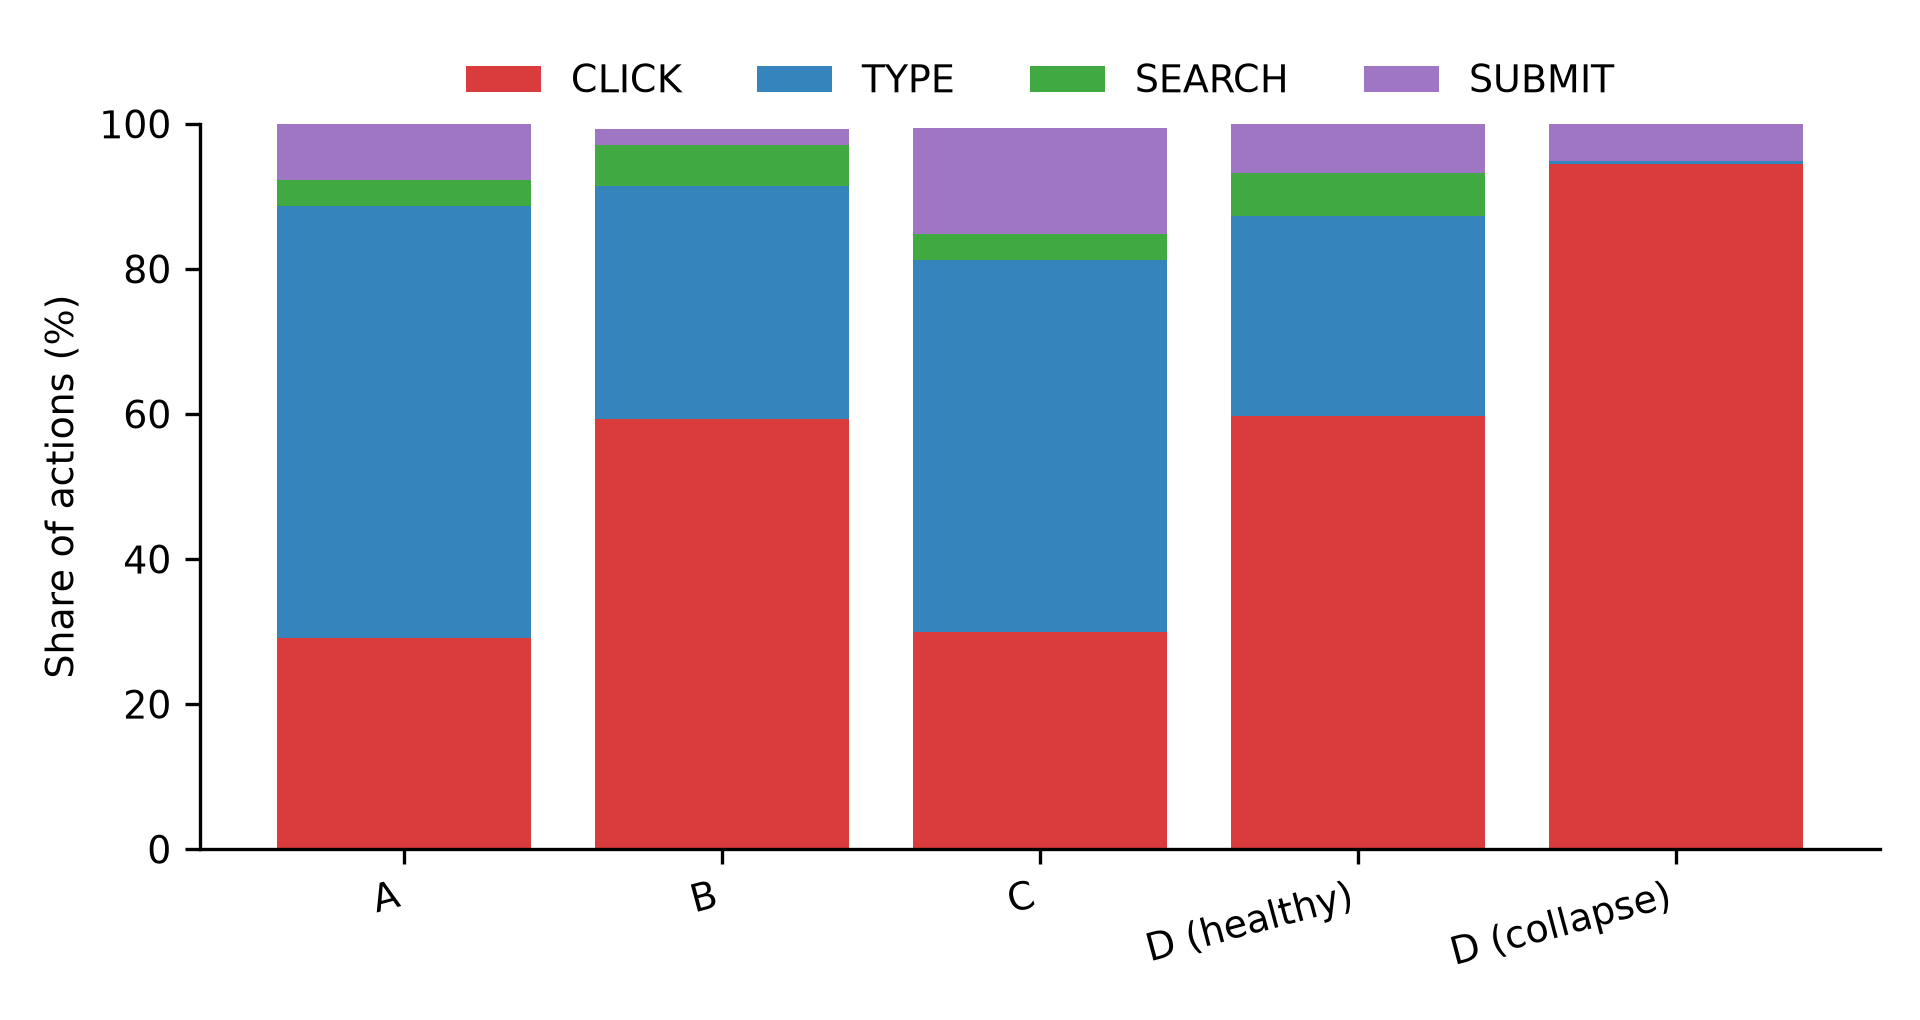 CLICK TYPE SEARCH SUBMIT
Share of actions (%)
100
80
60
40
20
0
A B C D (healthy) D (collapse)